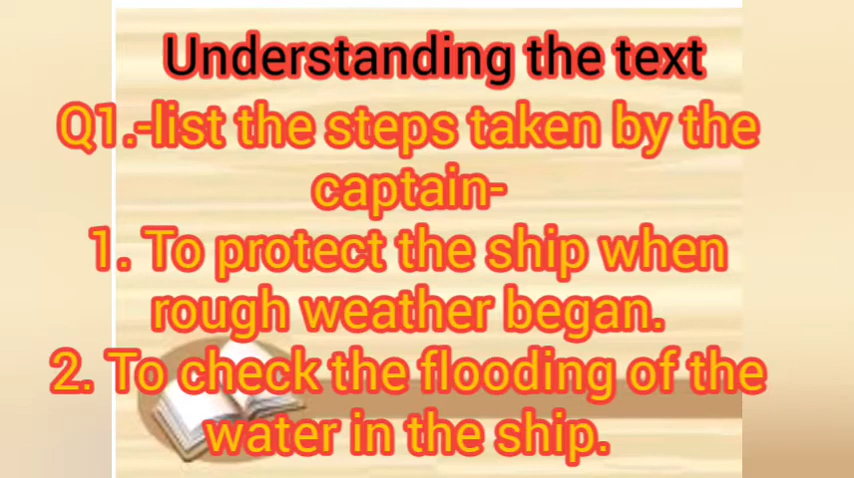 Understanding the text
Q1.-list the steps taken by the
captain-
1. To protect the ship when
rough weather began.
2. To check the flooding of the
water in the ship.